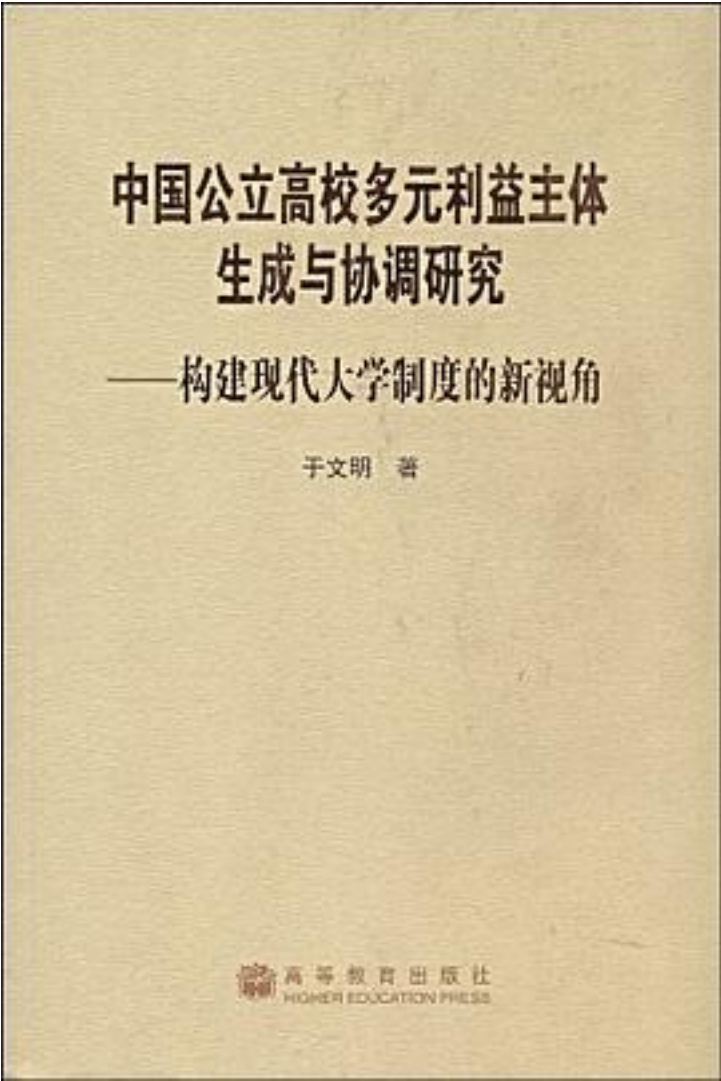 中国公立高校多元利益主体
生成与协调研究
——构建现代大学制度的新视角
于文明 著
高等教育出版社
HIGHER EDUCATION PRESS